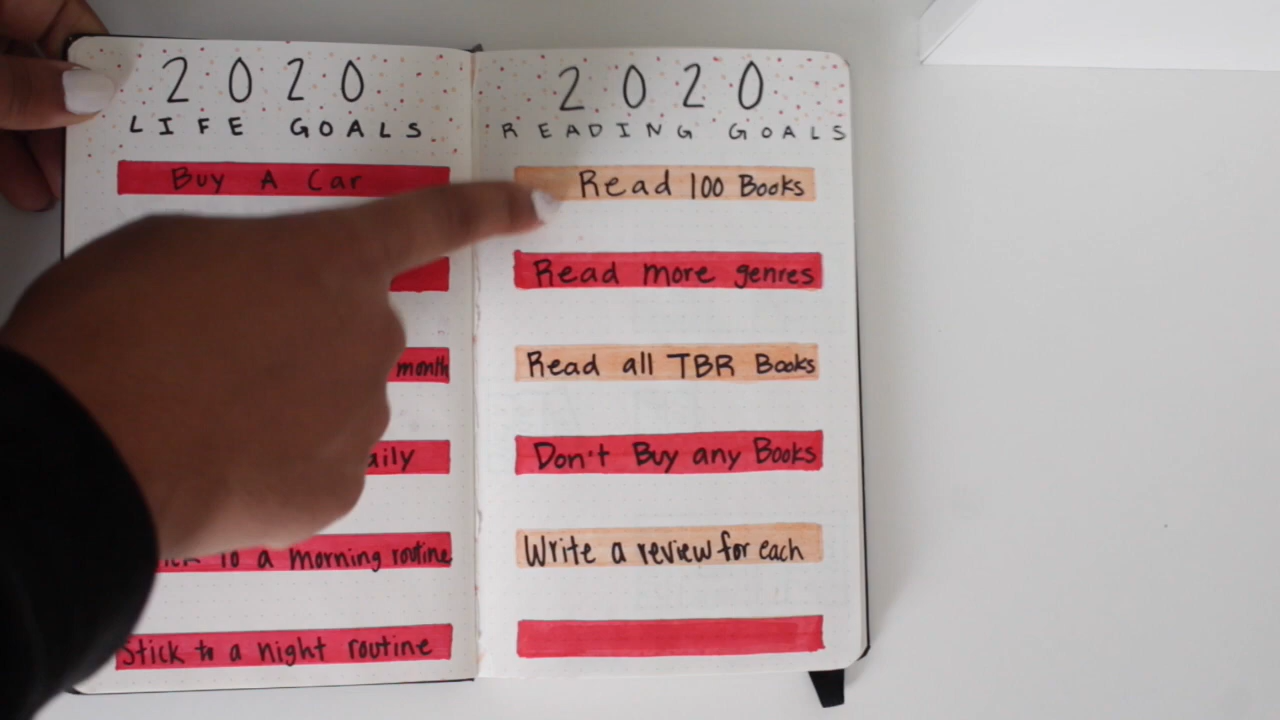 2020
LIFE GOALS
Buy A Car
month
to a morning routine
Stick to a night routine
2020
READING GOALS
Read 100 Books
Read more genres
Read all TBR Books
Don't Buy any Books
Write a review for each